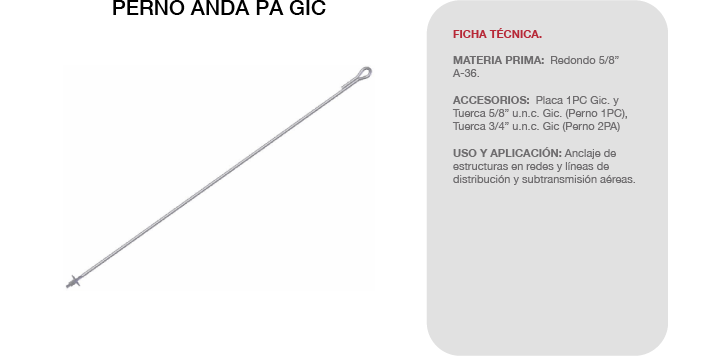 PERNO ANDA PA GIC
FICHA TÉCNICA.
MATERIA PRIMA: Redondo 5/8”
A-36.
ACCESORIOS: Placa 1PC Gic. y
Tuerca 5/8” u.n.c. Gic. (Perno 1PC),
Tuerca 3/4” u.n.c. Gic (Perno 2PA)
USO Y APLICACIÓN: Anclaje de
estructuras en redes y líneas de
distribución y subtransmisión aéreas.